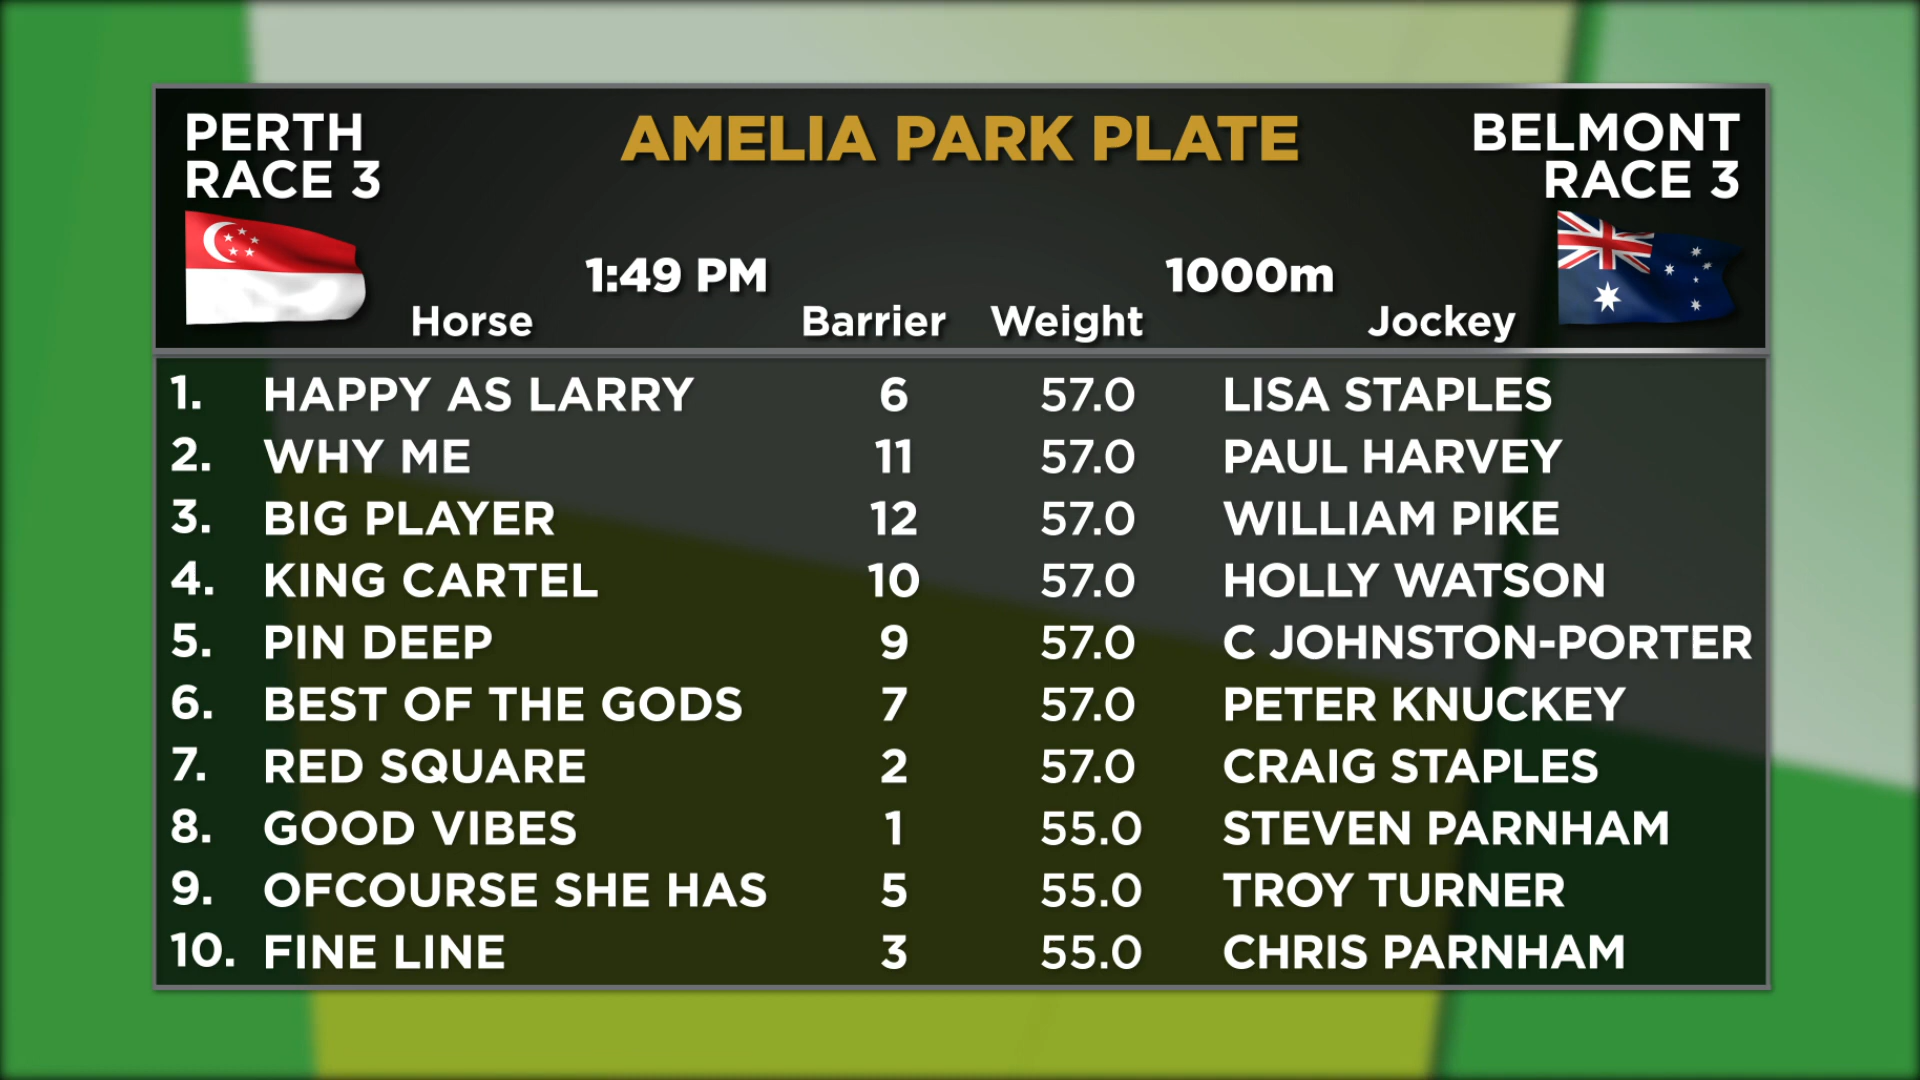 PERTH
RACE 3
AMELIA PARK PLATE
BELMONT
RACE 3
1:49 PM
1000m
Horse Barrier Weight Jockey
1. HAPPY AS LARRY 6 57.0 LISA STAPLES
2. WHY ME 11 57.0 PAUL HARVEY
3. BIG PLAYER 12 57.0 WILLIAM PIKE
4. KING CARTEL 10 57.0 HOLLY WATSON
5. PIN DEEP 9 57.0 C JOHNSTON-PORTER
6. BEST OF THE GODS 7 57.0 PETER KNUCKEY
7. RED SQUARE 2 57.0 CRAIG STAPLES
8. GOOD VIBES 1 55.0 STEVEN PARNHAM
9. OFCOURSE SHE HAS 5 55.0 TROY TURNER
10. FINE LINE 3 55.0 CHRIS PARNHAM